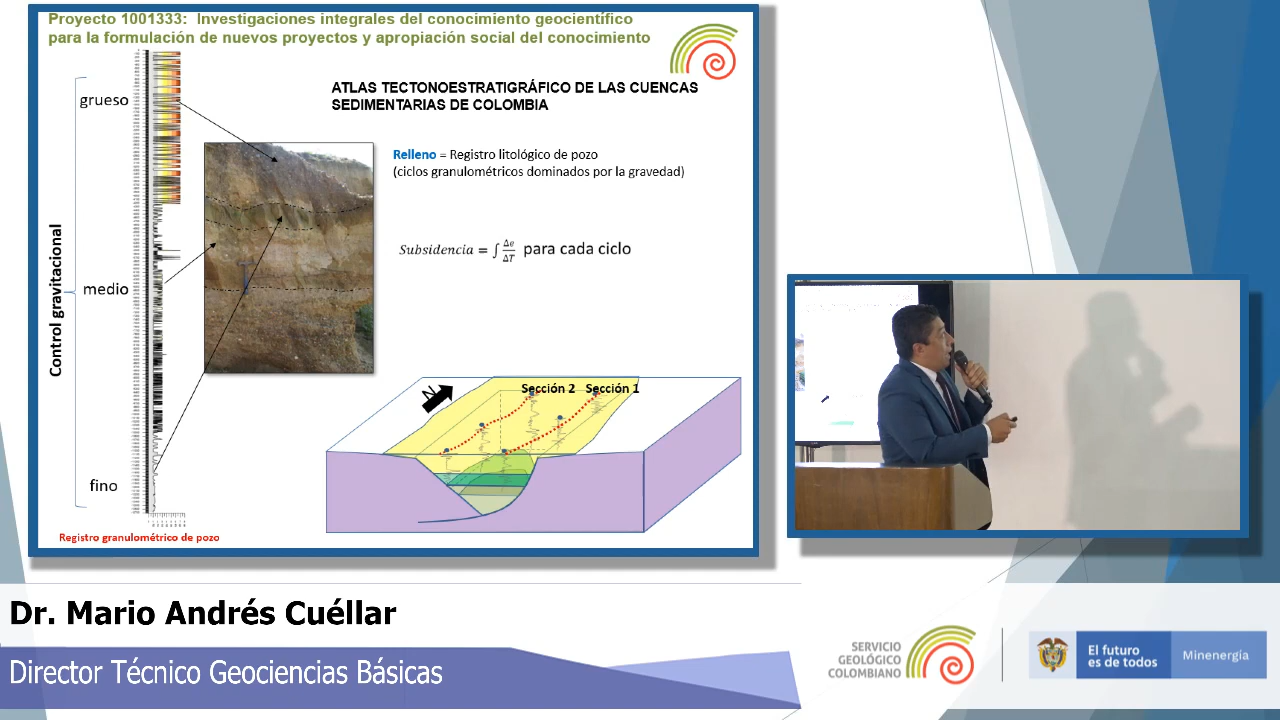 Proyecto 1001333: Investigaciones integrales del conocimiento geocientífico
para la formulación de nuevos proyectos y apropiación social del conocimiento
ATLAS TECTONOESTRATIGRÁFICO DE LAS CUENCAS
SEDIMENTARIAS DE COLOMBIA
grueso
Relleno = Registro litológico de pozo
(ciclos granulométricos dominados por la gravedad)
Subsidencia = ∫ Δe/ΔT para cada ciclo
Control gravitacional
medio
N
Sección 2 Sección 1
fino
Registro granulométrico de pozo
Dr. Mario Andrés Cuéllar
Director Técnico Geociencias Básicas
SERVICIO
GEOLÓGICO
COLOMBIANO
El futuro
es de todos
Minenergía